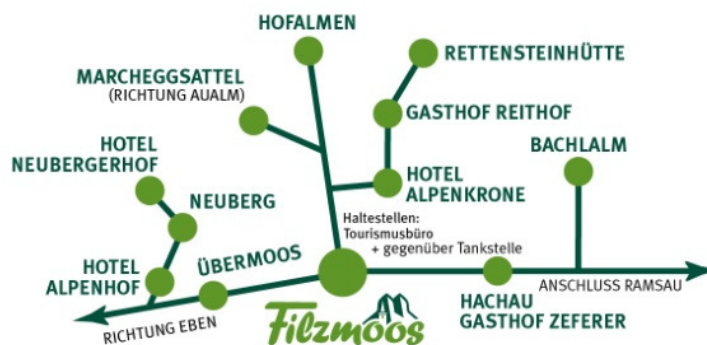 HOFALMEN
RETTENSTEINHÜTTE
MARCHEGGSATTEL
(RICHTUNG AUALM)
GASTHOF REITHOF
HOTEL
NEUBERGERHOF
BACHLALM
HOTEL
ALPENKRONE
NEUBERG
Haltestellen:
Tourismusbüro
+ gegenüber Tankstelle
ÜBERMOOS
HOTEL
ALPENHOF
ANSCHLUSS RAMSAU
HACHAU
GASTHOF ZEFERER
RICHTUNG EBEN
Filzmoos